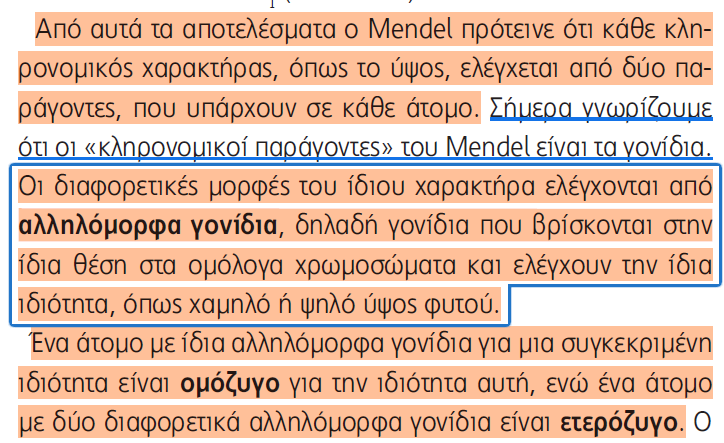 Από αυτά τα αποτελέσματα ο Mendel πρότεινε ότι κάθε κλη-
ρονομικός χαρακτήρας, όπως το ύψος, ελέγχεται από δύο πα-
ράγοντες, που υπάρχουν σε κάθε άτομο. Σήμερα γνωρίζουμε
ότι οι «κληρονομικοί παράγοντες» του Mendel είναι τα γονίδια.
Οι διαφορετικές μορφές του ίδιου χαρακτήρα ελέγχονται από
αλληλόμορφα γονίδια, δηλαδή γονίδια που βρίσκονται στην
ίδια θέση στα ομόλογα χρωμοσώματα και ελέγχουν την ίδια
ιδιότητα, όπως χαμηλό ή ψηλό ύψος φυτού.
Ένα άτομο με ίδια αλληλόμορφα γονίδια για μια συγκεκριμένη
ιδιότητα είναι ομόζυγο για την ιδιότητα αυτή, ενώ ένα άτομο
με δύο διαφορετικά αλληλόμορφα γονίδια είναι ετερόζυγο. Ο